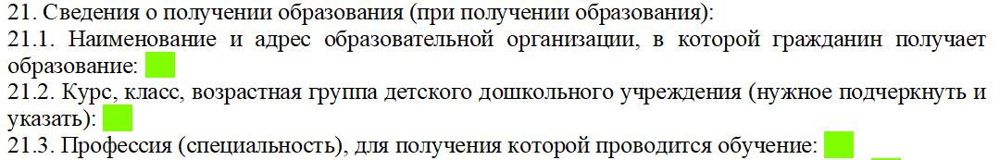 21. Сведения о получении образования (при получении образования):
21.1. Наименование и адрес образовательной организации, в которой гражданин получает
образование:
21.2. Курс, класс, возрастная группа детского дошкольного учреждения (нужное подчеркнуть и
указать):
21.3. Профессия (специальность), для получения которой проводится обучение: